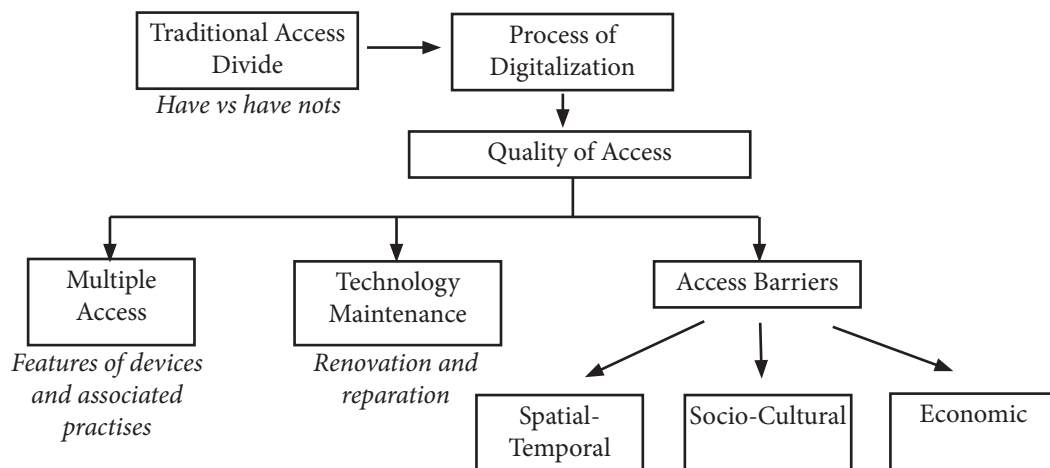 Traditional Access
Divide
Have vs have nots
Process of
Digitalization
Quality of Access
Multiple
Access
Features of devices
and associated
practises
Technology
Maintenance
Renovation and
reparation
Access Barriers
Spatial-
Temporal
Socio-Cultural
Economic